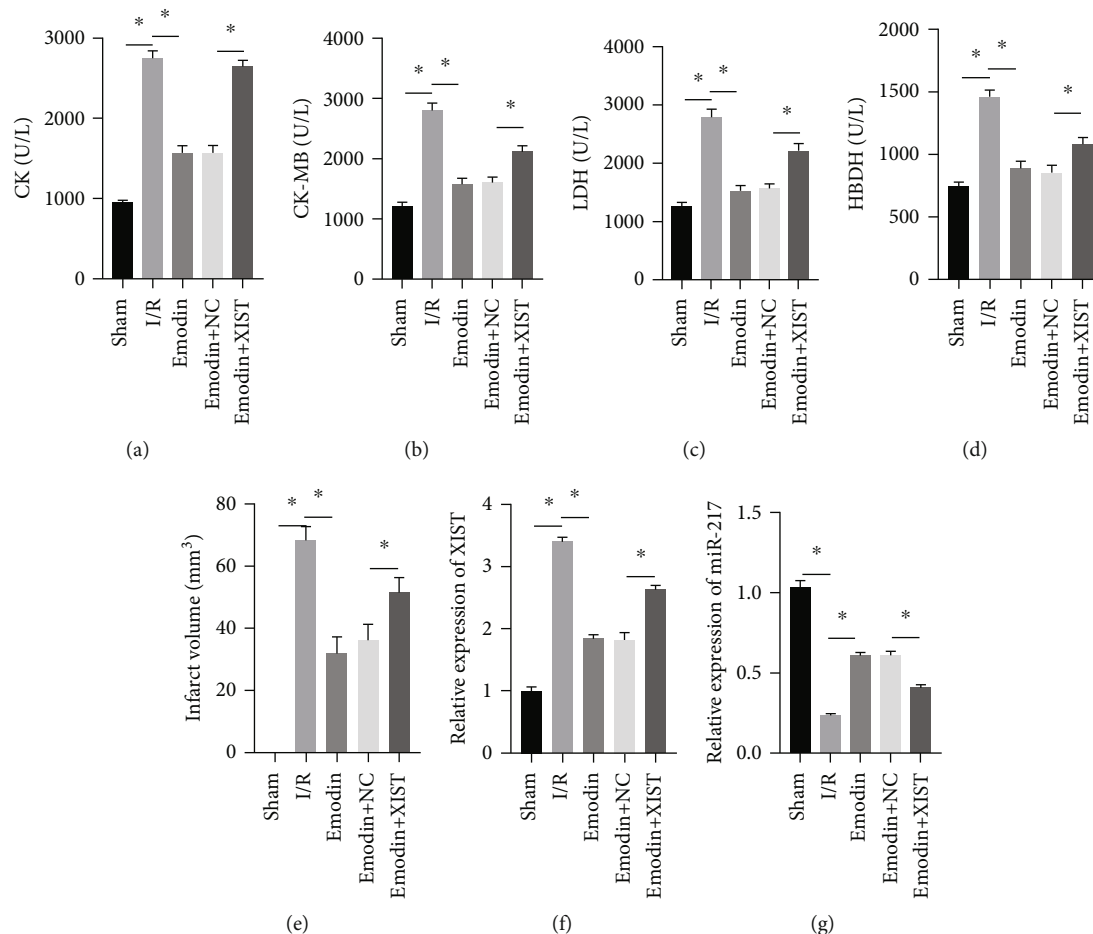 * *
*
3000
2000
1000
0
CK (U/L)
Sham
I/R
Emodin
Emodin+NC
Emodin+XIST
(a)
* *
*
4000
3000
2000
1000
0
CK-MB (U/L)
Sham
I/R
Emodin
Emodin+NC
Emodin+XIST
(b)
* *
*
4000
3000
2000
1000
0
LDH (U/L)
Sham
I/R
Emodin
Emodin+NC
Emodin+XIST
(c)
* *
*
2000
1500
1000
500
0
HBDH (U/L)
Sham
I/R
Emodin
Emodin+NC
Emodin+XIST
(d)
* *
*
80
60
40
20
0
Infarct volume (mm³)
Sham
I/R
Emodin
Emodin+NC
Emodin+XIST
(e)
* *
*
4
3
2
1
0
Relative expression of XIST
Sham
I/R
Emodin
Emodin+NC
Emodin+XIST
(f)
*
* *
1.5
1.0
0.5
0.0
Relative expression of miR-217
Sham
I/R
Emodin
Emodin+NC
Emodin+XIST
(g)